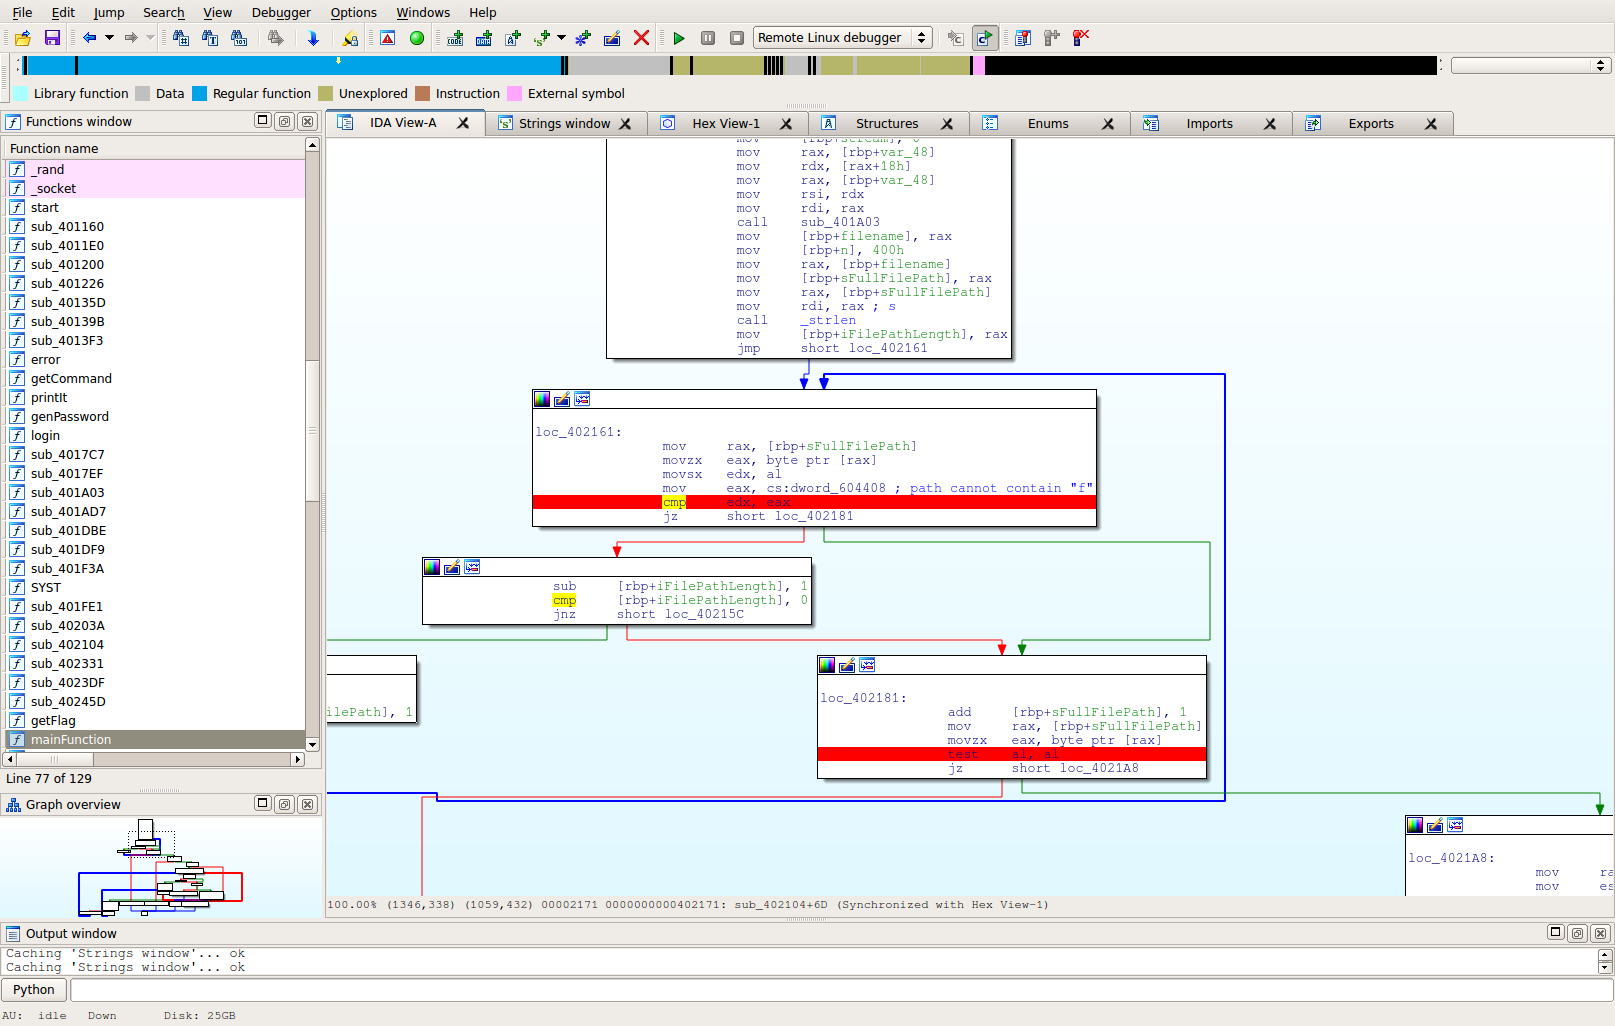 File Edit Jump Search View Debugger Options Windows Help
Remote Linux debugger
Library function Data Regular function Unexplored Instruction External symbol
Functions window
Function name
_rand
_socket
start
sub_401160
sub_4011E0
sub_401200
sub_401226
sub_40135D
sub_40139B
sub_4013F3
error
getCommand
printIt
genPassword
login
sub_4017C7
sub_4017EF
sub_401A03
sub_401AD7
sub_401DBE
sub_401DF9
sub_401F3A
SYST
sub_401FE1
sub_40203A
sub_402104
sub_402331
sub_4023DF
sub_40245D
getFlag
mainFunction
Line 77 of 129
Graph overview
IDA View-A Strings window Hex View-1 Structures Enums Imports Exports
mov [rbp+stream], 0
mov rax, [rbp+var_48]
mov rdx, [rax+18h]
mov rax, [rbp+var_48]
mov rsi, rdx
mov rdi, rax
call sub_401A03
mov [rbp+filename], rax
mov [rbp+n], 400h
mov rax, [rbp+filename]
mov [rbp+sFullFilePath], rax
mov rax, [rbp+sFullFilePath]
mov rdi, rax ; s
call _strlen
mov [rbp+iFilePathLength], rax
jmp short loc_402161
loc_402161:
mov rax, [rbp+sFullFilePath]
movzx eax, byte ptr [rax]
movsx edx, al
mov eax, cs:dword_604408 ; path cannot contain "f"
cmp edx, eax
jz short loc_402181
sub [rbp+iFilePathLength], 1
cmp [rbp+iFilePathLength], 0
jnz short loc_40215C
ilePath], 1
loc_402181:
add [rbp+sFullFilePath], 1
mov rax, [rbp+sFullFilePath]
movzx eax, byte ptr [rax]
test al, al
jz short loc_4021A8
loc_4021A8:
mov ra
mov es
100.00% (1346,338) (1059,432) 00002171 0000000000402171: sub_402104+6D (Synchronized with Hex View-1)
Output window
Caching 'Strings window'... ok
Caching 'Strings window'... ok
Python
AU: idle Down Disk: 25GB